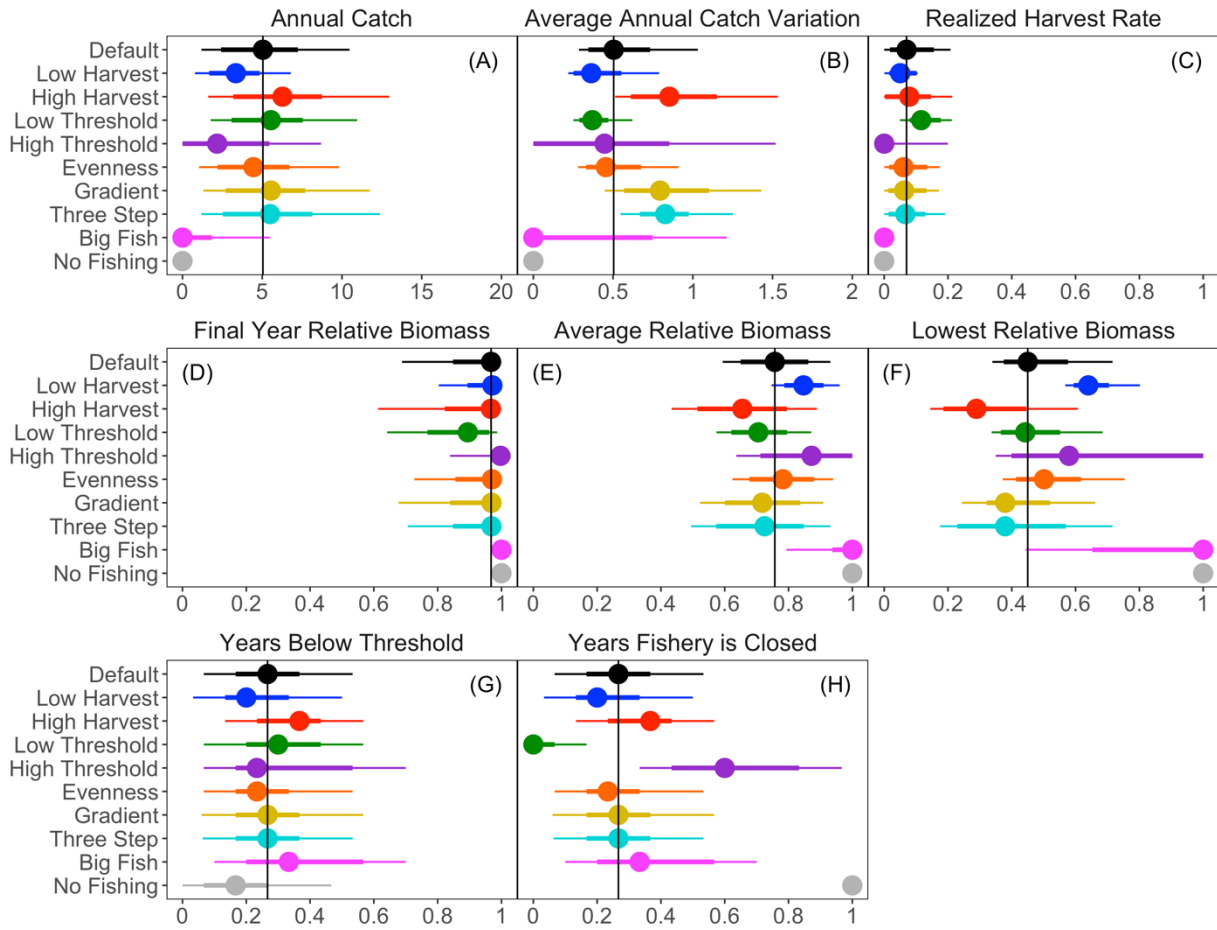 Annual Catch
Average Annual Catch Variation
Realized Harvest Rate
Default
Low Harvest
High Harvest
Low Threshold
High Threshold
Evenness
Gradient
Three Step
Big Fish
No Fishing
(A)
(B)
(C)
0 5 10 15 20
0 0.5 1 1.5 2
0 0.2 0.4 0.6 0.8 1
Final Year Relative Biomass
Average Relative Biomass
Lowest Relative Biomass
Default
Low Harvest
High Harvest
Low Threshold
High Threshold
Evenness
Gradient
Three Step
Big Fish
No Fishing
(D)
(E)
(F)
0 0.2 0.4 0.6 0.8 1
0 0.2 0.4 0.6 0.8 1
0 0.2 0.4 0.6 0.8 1
Years Below Threshold
Years Fishery is Closed
Default
Low Harvest
High Harvest
Low Threshold
High Threshold
Evenness
Gradient
Three Step
Big Fish
No Fishing
(G)
(H)
0 0.2 0.4 0.6 0.8 1
0 0.2 0.4 0.6 0.8 1